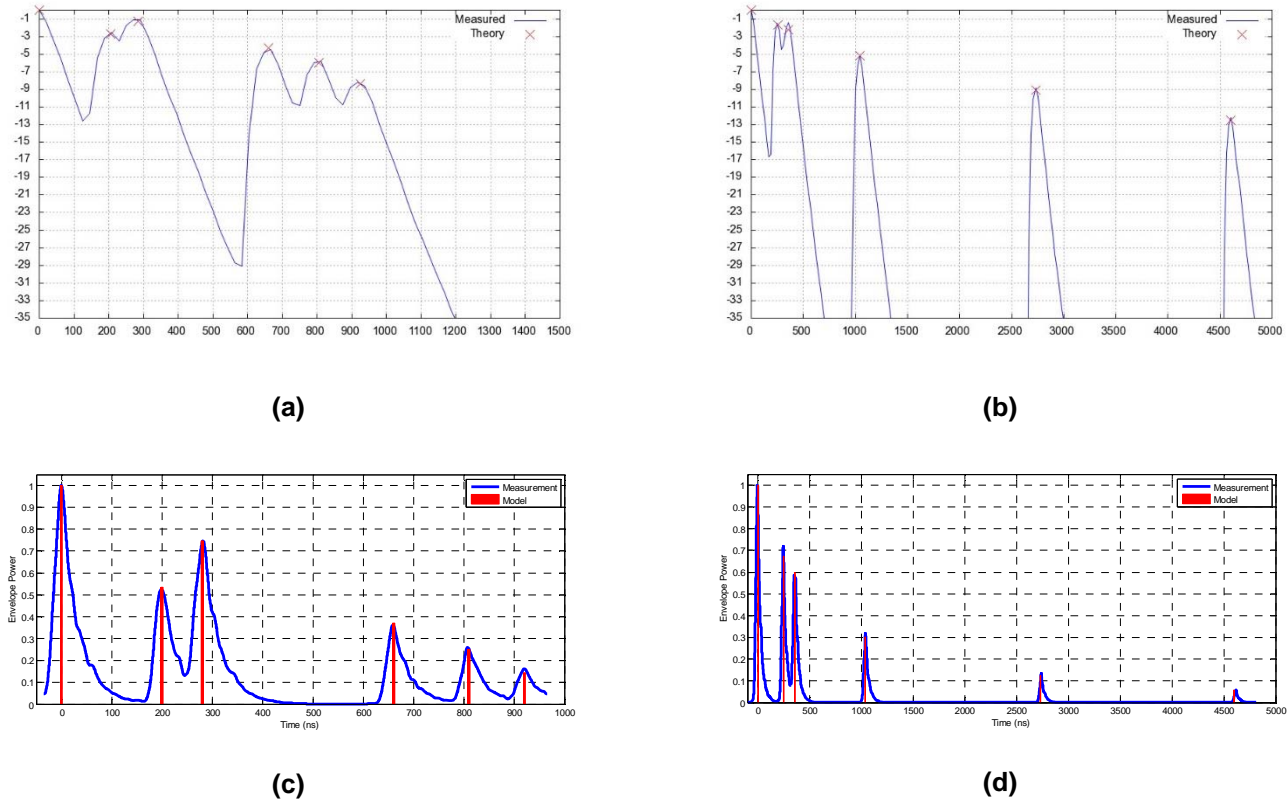 Measured
Theory
-1
-3
-5
-7
-9
-11
-13
-15
-17
-19
-21
-23
-25
-27
-29
-31
-33
-35
0 100 200 300 400 500 600 700 800 900 1000 1100 1200 1300 1400 1500
(a)
Measured
Theory
-1
-3
-5
-7
-9
-11
-13
-15
-17
-19
-21
-23
-25
-27
-29
-31
-33
-35
0 500 1000 1500 2000 2500 3000 3500 4000 4500 5000
(b)
Measurement
Model
Envelope Power
1
0.9
0.8
0.7
0.6
0.5
0.4
0.3
0.2
0.1
0
0 100 200 300 400 500 600 700 800 900 1000
Time (ns)
(c)
Measurement
Model
Envelope Power
1
0.9
0.8
0.7
0.6
0.5
0.4
0.3
0.2
0.1
0
0 500 1000 1500 2000 2500 3000 3500 4000 4500 5000
Time (ns)
(d)